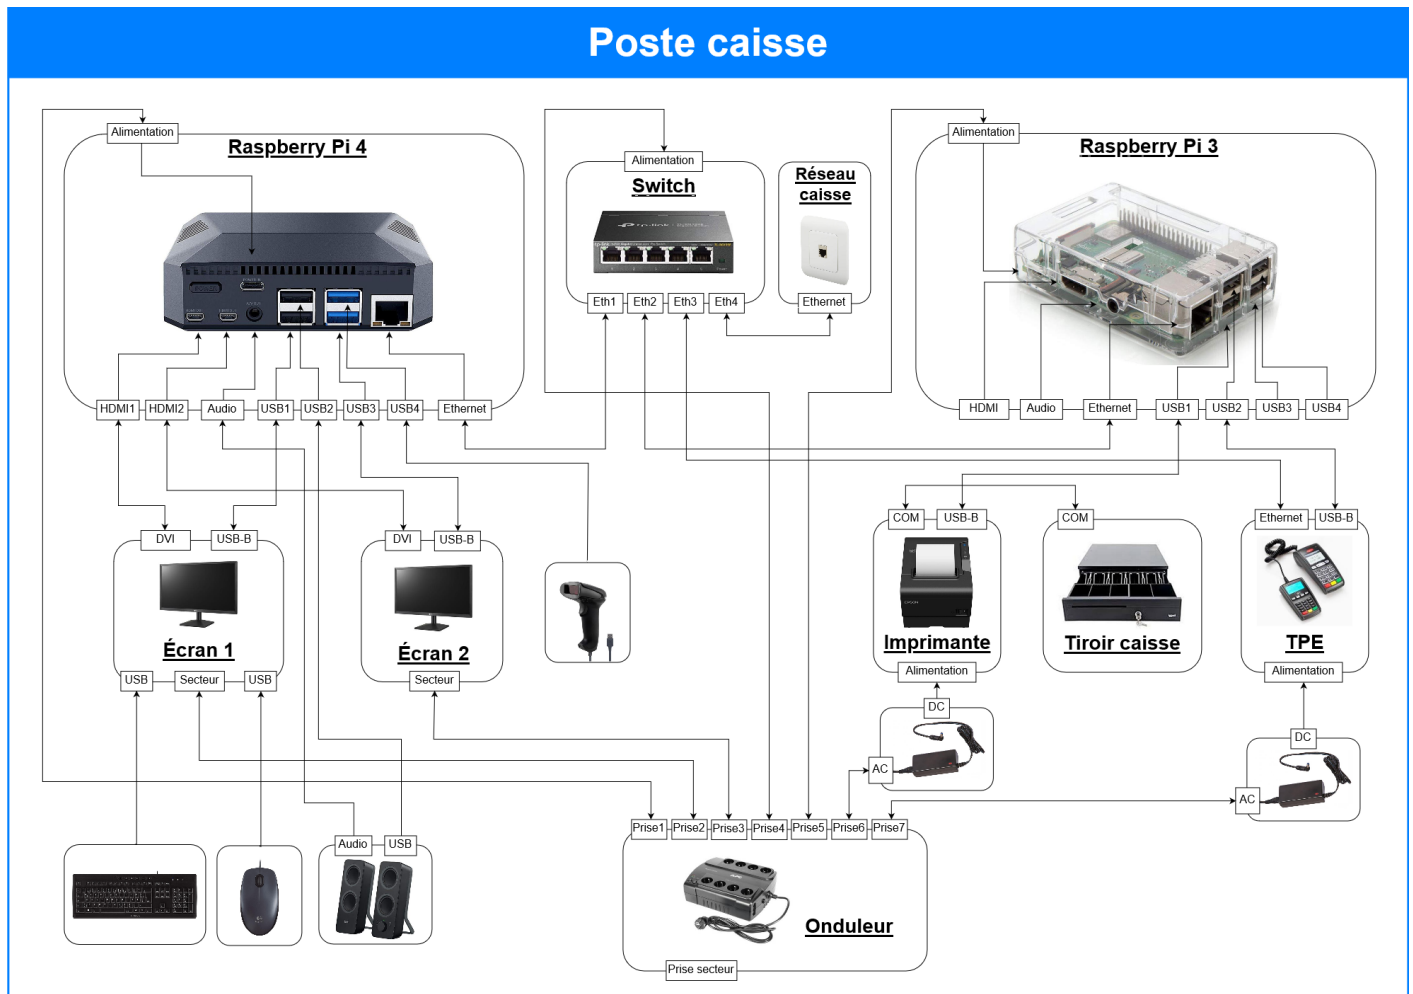 Poste caisse
Alimentation
Raspberry Pi 4
Alimentation
Switch
Réseau
caisse
Alimentation
Raspberry Pi 3
tp-link
Eth1
Eth2
Eth3
Eth4
Ethernet
HDMI1
HDMI2
Audio
USB1
USB2
USB3
USB4
Ethernet
HDMI
Audio
Ethernet
USB1
USB2
USB3
USB4
DVI
USB-B
Écran 1
USB
Secteur
USB
DVI
USB-B
Écran 2
Secteur
COM
USB-B
EPSON
Imprimante
Alimentation
COM
Tiroir caisse
Ethernet
USB-B
TPE
Alimentation
DC
AC
DC
AC
Audio
USB
Prise1
Prise2
Prise3
Prise4
Prise5
Prise6
Prise7
Onduleur
Prise secteur